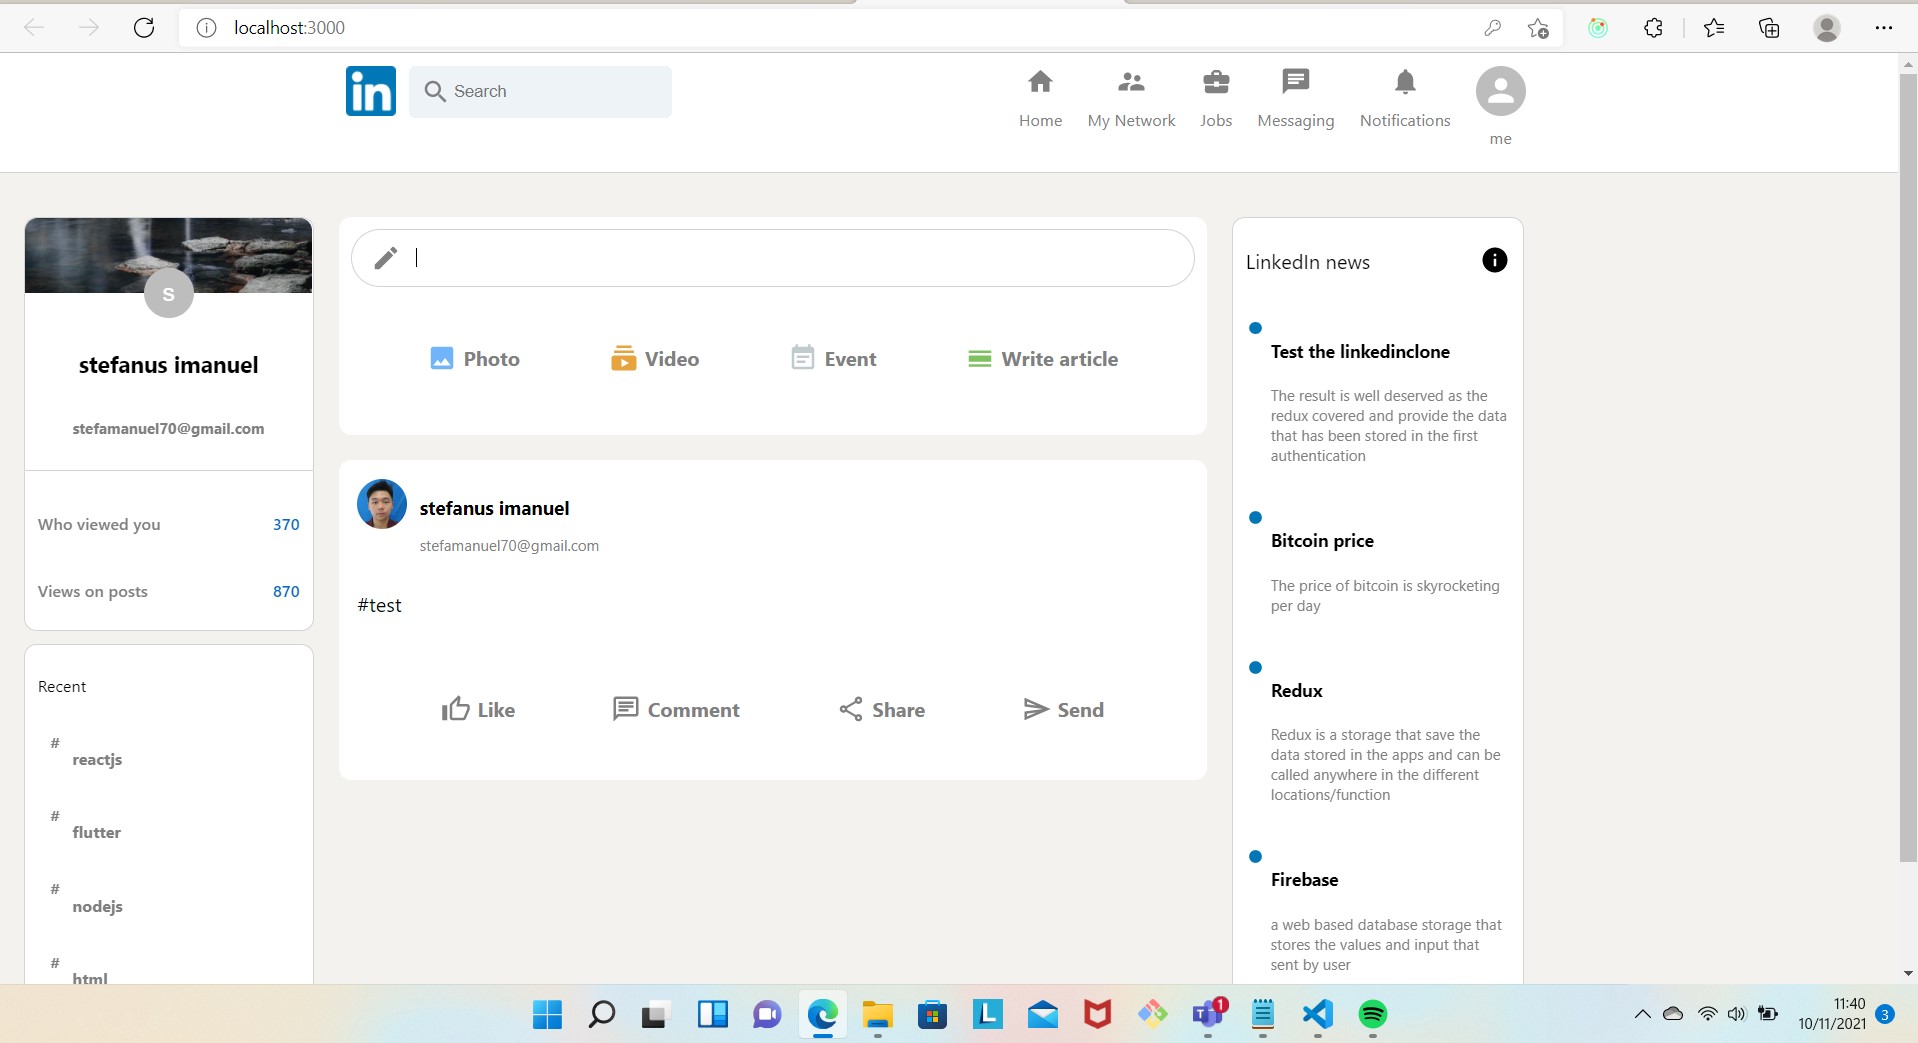 localhost:3000
in
Search
Home
My Network
Jobs
Messaging
Notifications
me
S
stefanus imanuel
stefamanuel70@gmail.com
Who viewed you
370
Views on posts
870
Recent
#
reactjs
#
flutter
#
nodejs
#
html
Photo
Video
Event
Write article
stefanus imanuel
stefamanuel70@gmail.com
#test
Like
Comment
Share
Send
LinkedIn news
Test the linkedinclone
The result is well deserved as the
redux covered and provide the data
that has been stored in the first
authentication
Bitcoin price
The price of bitcoin is skyrocketing
per day
Redux
Redux is a storage that save the
data stored in the apps and can be
called anywhere in the different
locations/function
Firebase
a web based database storage that
stores the values and input that
sent by user
L
T
1
11:40
10/11/2021
3